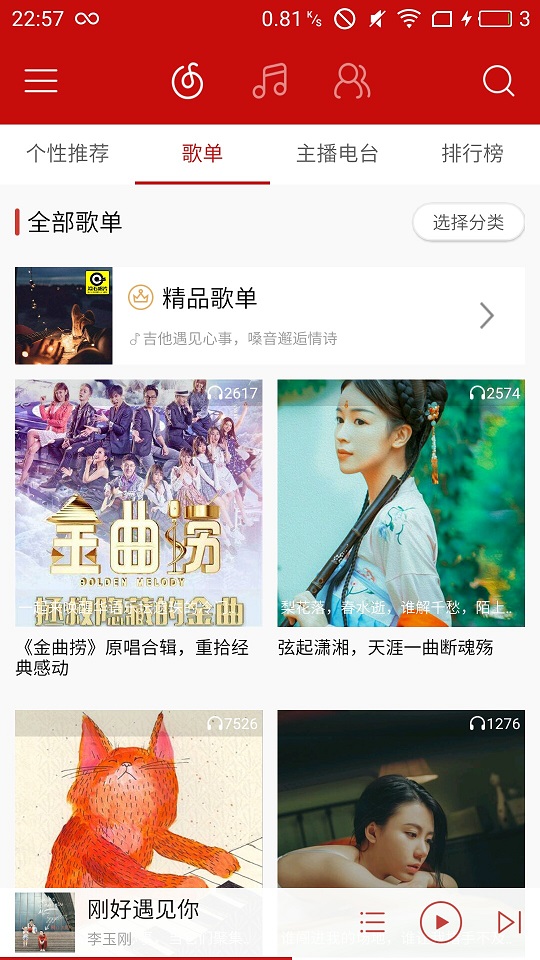 22:57
0.81 K/s
3
个性推荐
歌单
主播电台
排行榜
全部歌单
选择分类
精品歌单
吉他遇见心事，嗓音邂逅情诗
2617
金曲捞
GOLDEN MELODY
拯救隐藏的金曲
《金曲捞》原唱合辑，重拾经
典感动
2574
梨花落，春水逝，谁解千愁，陌上..
弦起潇湘，天涯一曲断魂殇
7526
1276
刚好遇见你
李玉刚